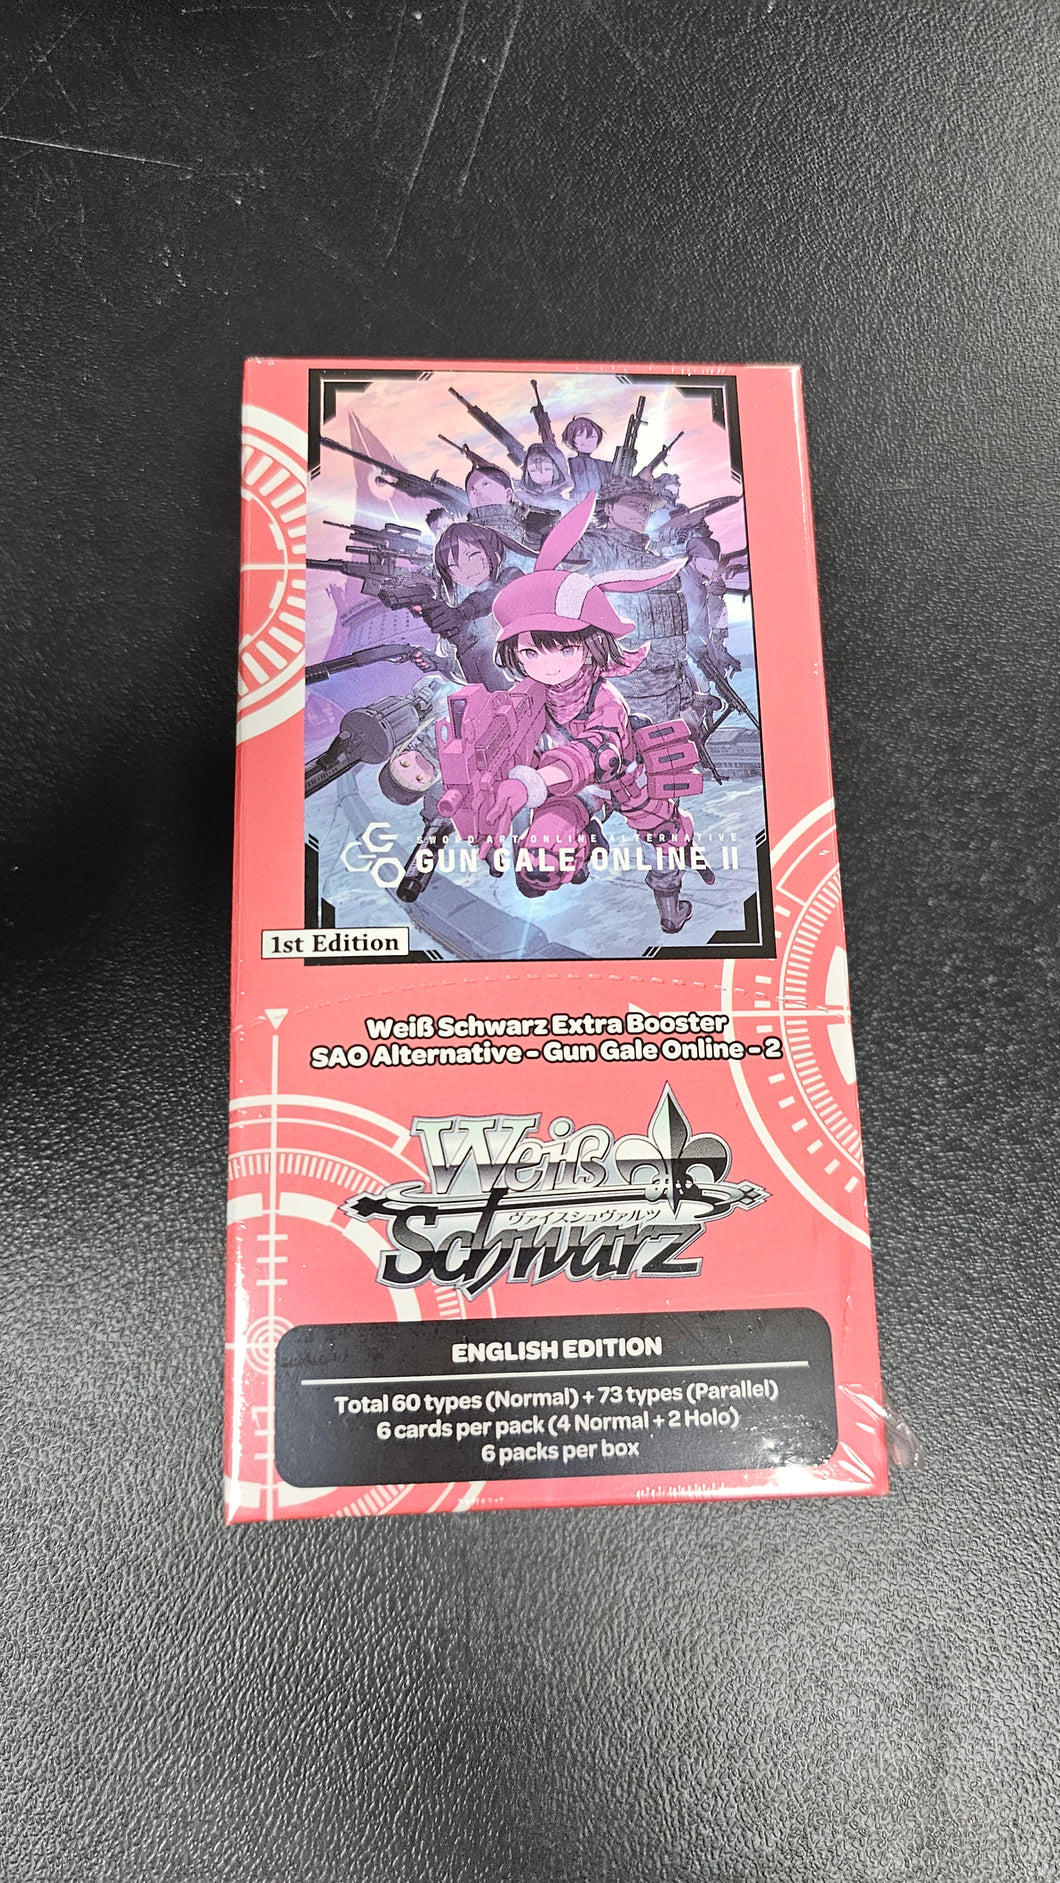 SWORD ART ONLINE ALTERNATIVE
GGO
GUN GALE ONLINE II
1st Edition
Weiß Schwarz Extra Booster
SAO Alternative – Gun Gale Online – 2
Weiß
ヴァイスシュヴァルツ
Schwarz
ENGLISH EDITION
Total 60 types (Normal) + 73 types (Parallel)
6 cards per pack (4 Normal + 2 Holo)
6 packs per box